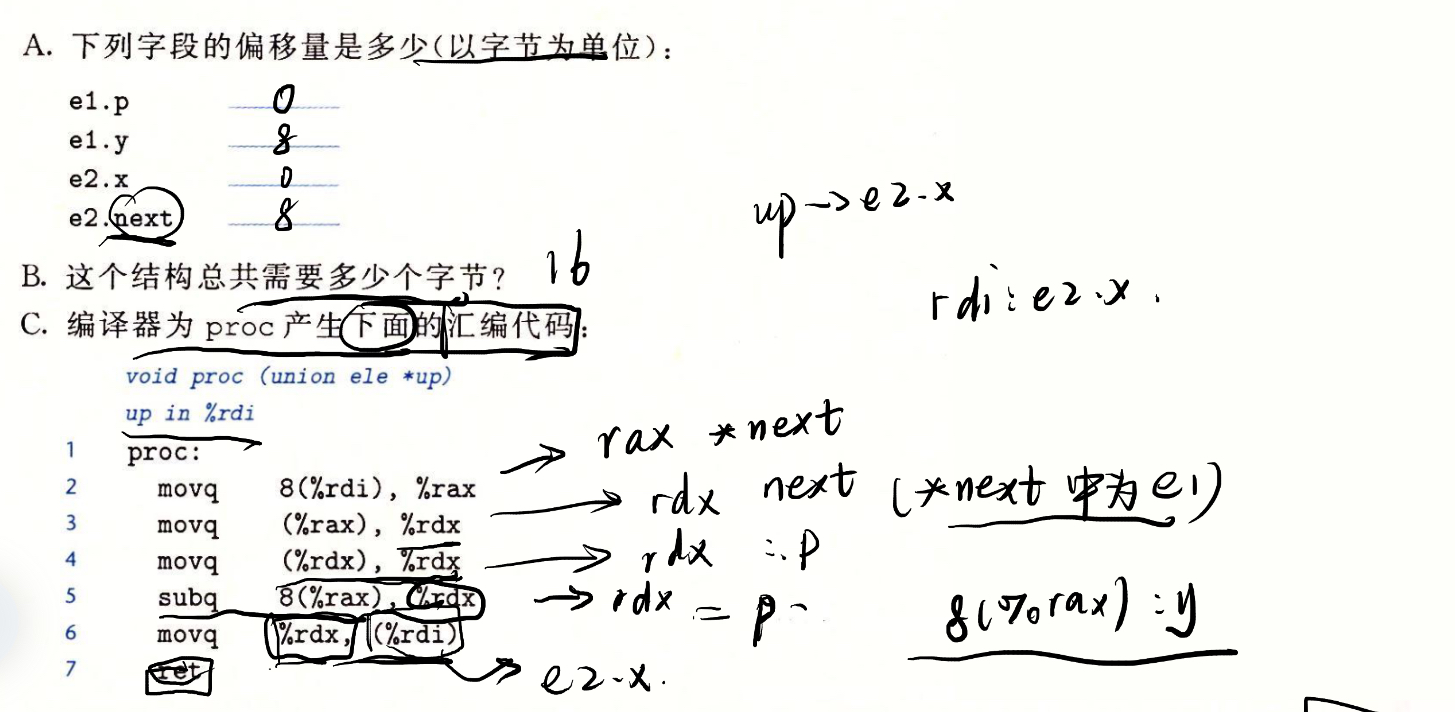 A. 下列字段的偏移量是多少(以字节为单位):
e1.p 0
e1.y 8
e2.x 0
e2.next 8
up->e2.x
B. 这个结构总共需要多少个字节? 16
rdi: e2.x.
C. 编译器为 proc 产生下面的汇编代码:
void proc (union ele *up)
up in %rdi
1 proc:
rax *next
2 movq 8(%rdi), %rax
rdx next (*next 中为 e1)
3 movq (%rax), %rdx
rdx :. p
4 movq (%rdx), %rdx
5 subq 8(%rax), %rdx
rdx = p -
8(%rax) : y
6 movq %rdx, (%rdi)
7 ret
e2.x.